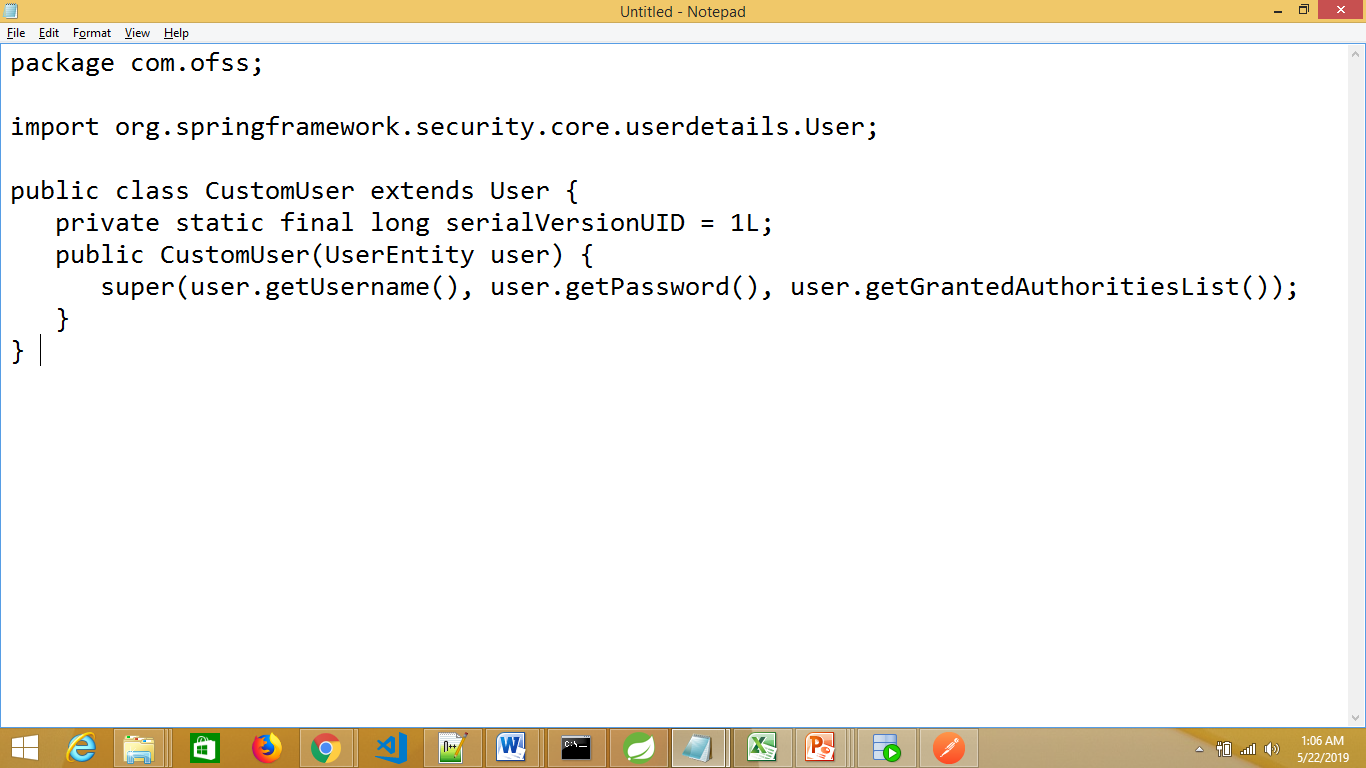 Untitled - Notepad
File Edit Format View Help
package com.ofss;
import org.springframework.security.core.userdetails.User;
public class CustomUser extends User {
private static final long serialVersionUID = 1L;
public CustomUser(UserEntity user) {
super(user.getUsername(), user.getPassword(), user.getGrantedAuthoritiesList());
}
}
1:06 AM
5/22/2019